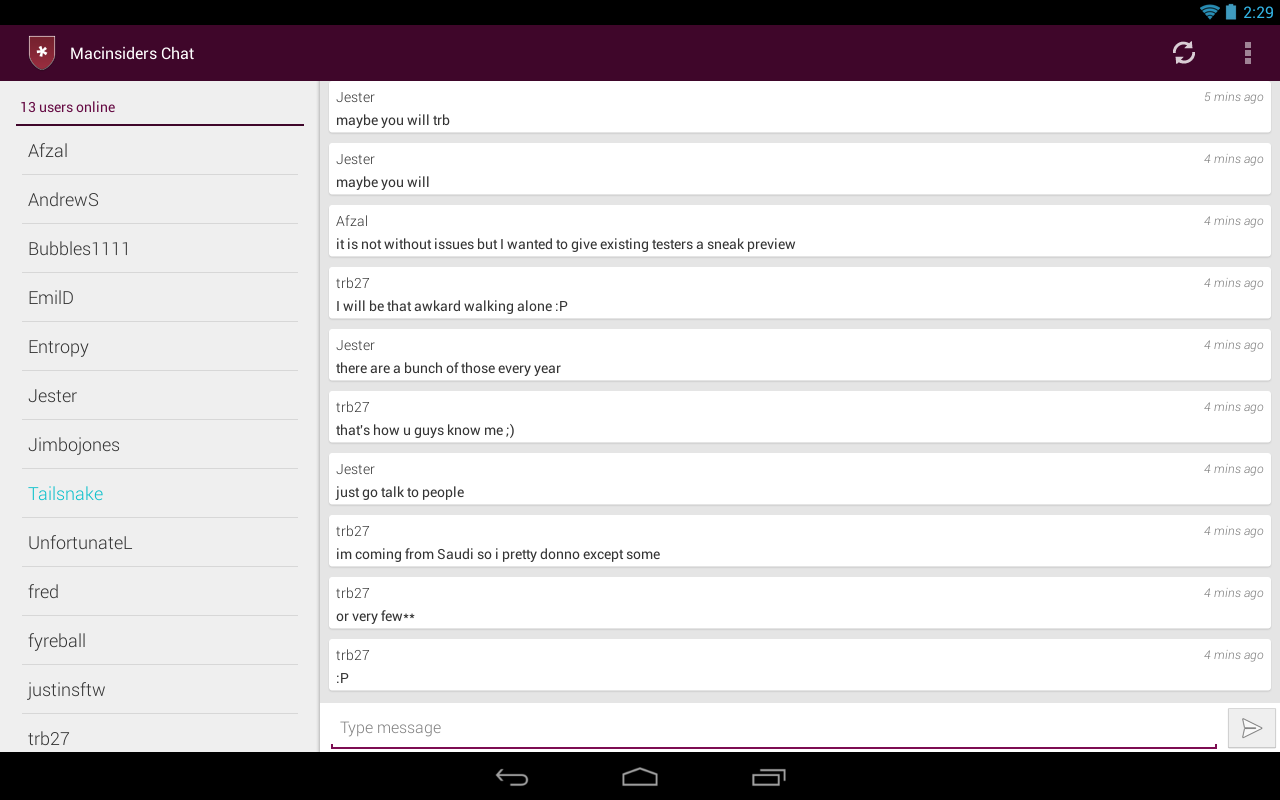 2:29
Macinsiders Chat
13 users online
Afzal
AndrewS
Bubbles1111
EmilD
Entropy
Jester
Jimbojones
Tailsnake
UnfortunateL
fred
fyreball
justinsftw
trb27
Jester 5 mins ago
maybe you will trb
Jester 4 mins ago
maybe you will
Afzal 4 mins ago
it is not without issues but I wanted to give existing testers a sneak preview
trb27 4 mins ago
I will be that awkard walking alone :P
Jester 4 mins ago
there are a bunch of those every year
trb27 4 mins ago
that's how u guys know me ;)
Jester 4 mins ago
just go talk to people
trb27 4 mins ago
im coming from Saudi so i pretty donno except some
trb27 4 mins ago
or very few**
trb27 4 mins ago
:P
Type message